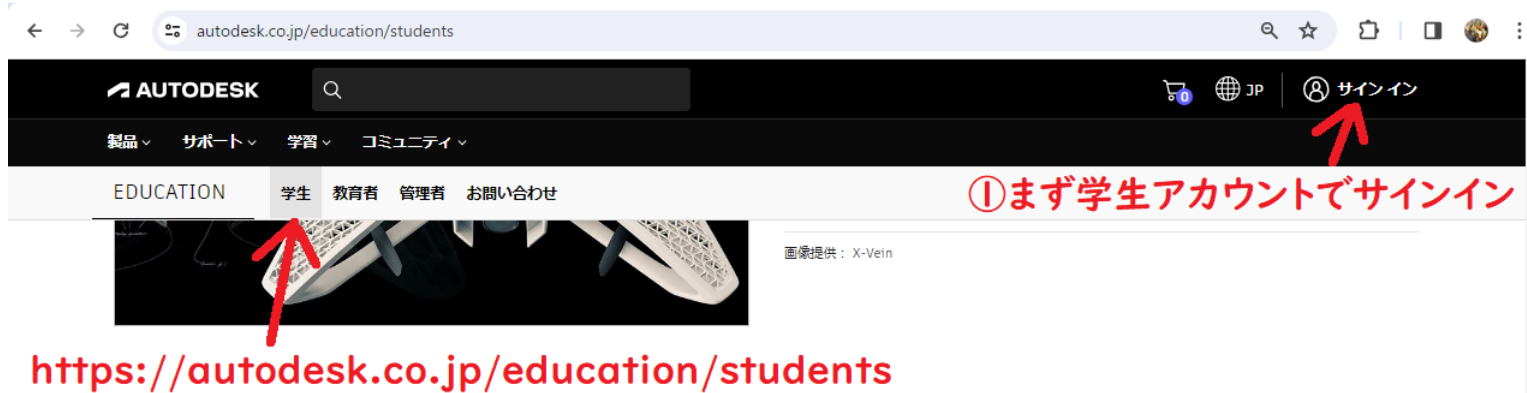 autodesk.co.jp/education/students
AUTODESK
0
JP
サインイン
製品
サポート
学習
コミュニティ
EDUCATION
学生
教育者
管理者
お問い合わせ
①まず学生アカウントでサインイン
画像提供： X-Vein
https://autodesk.co.jp/education/students